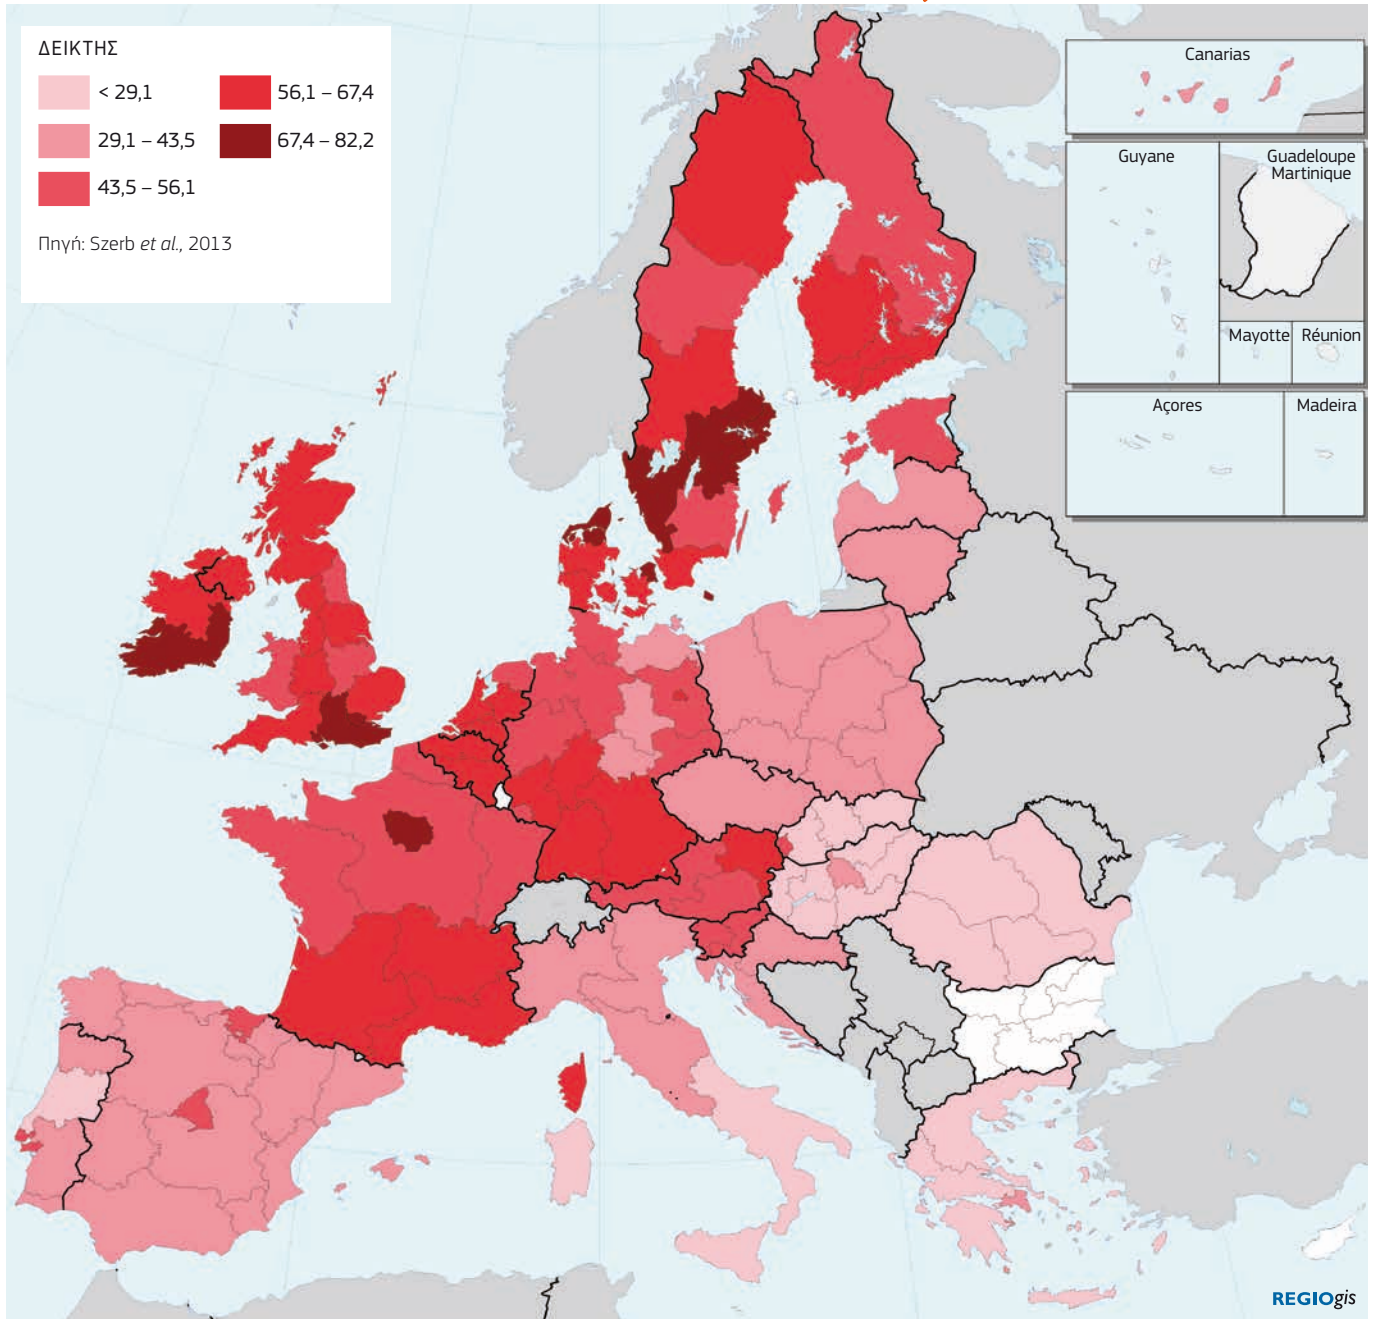 ΔΕΙΚΤΗΣ
< 29,1
29,1 – 43,5
43,5 – 56,1
56,1 – 67,4
67,4 – 82,2
Πηγή: Szerb et al., 2013
Canarias
Guyane
Guadeloupe
Martinique
Mayotte
Réunion
Açores
Madeira
REGIOgis